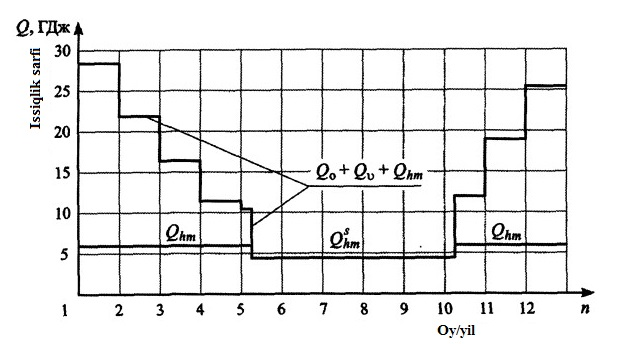 Q, ГДж
Issiqlik sarfi
30
25
20
15
10
5
Qo + Qυ + Qhm
Qhm
Q^s hm
Qhm
1 2 3 4 5 6 7 8 9 10 11 12 n
Oy/yil